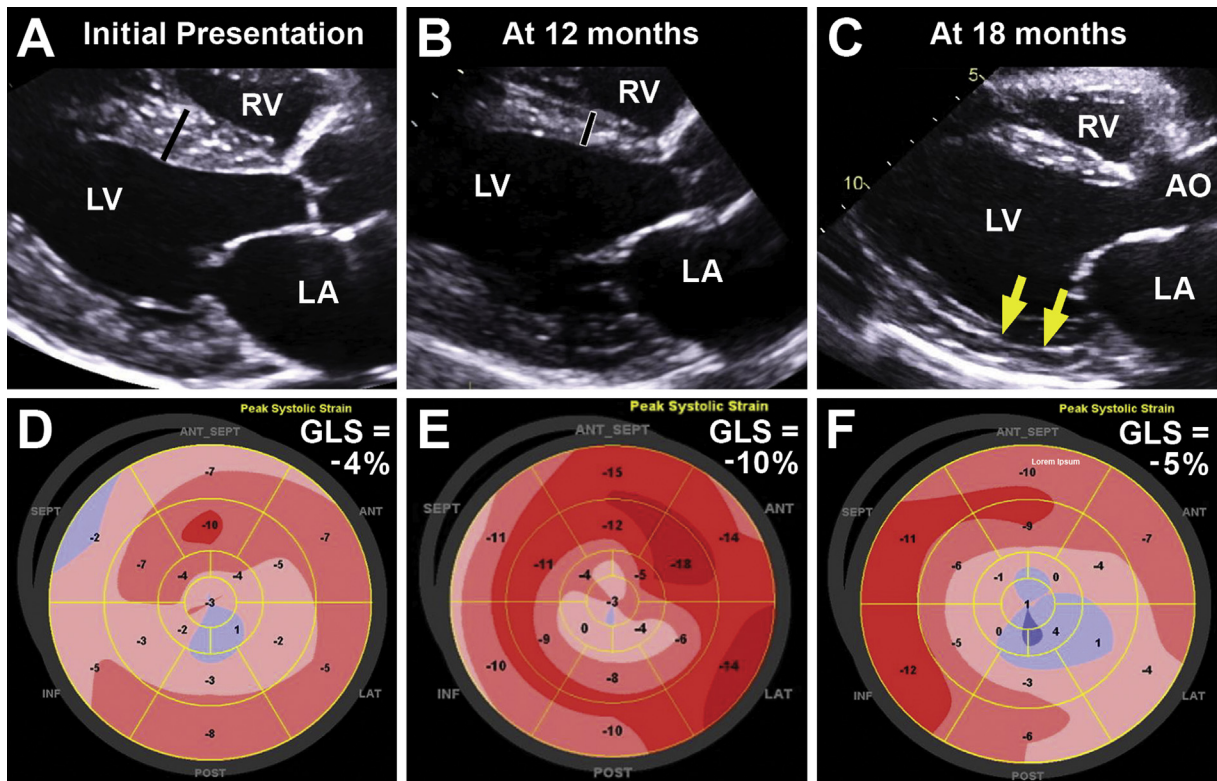 A Initial Presentation
RV
LV
LA
B At 12 months
RV
LV
LA
C At 18 months
5
RV
10
AO
LV
LA
D Peak Systolic Strain
GLS =
-4%
ANT_SEPT
SEPT
ANT
INF
LAT
POST
-7
-2
-7
-10
-7
-5
-4
-4
-3
-3
-2
1
-2
-5
-5
-3
-8
E Peak Systolic Strain
GLS =
-10%
ANT_SEPT
SEPT
ANT
INF
LAT
POST
-15
-11
-14
-12
-11
-18
-4
-5
-3
-9
0
-4
-6
-10
-14
-8
-10
F Peak Systolic Strain
GLS =
-5%
ANT_SEPT
Lorem Ipsum
SEPT
ANT
INF
LAT
POST
-10
-11
-7
-9
-6
-4
-1
0
1
-5
0
4
1
-12
-4
-3
-6